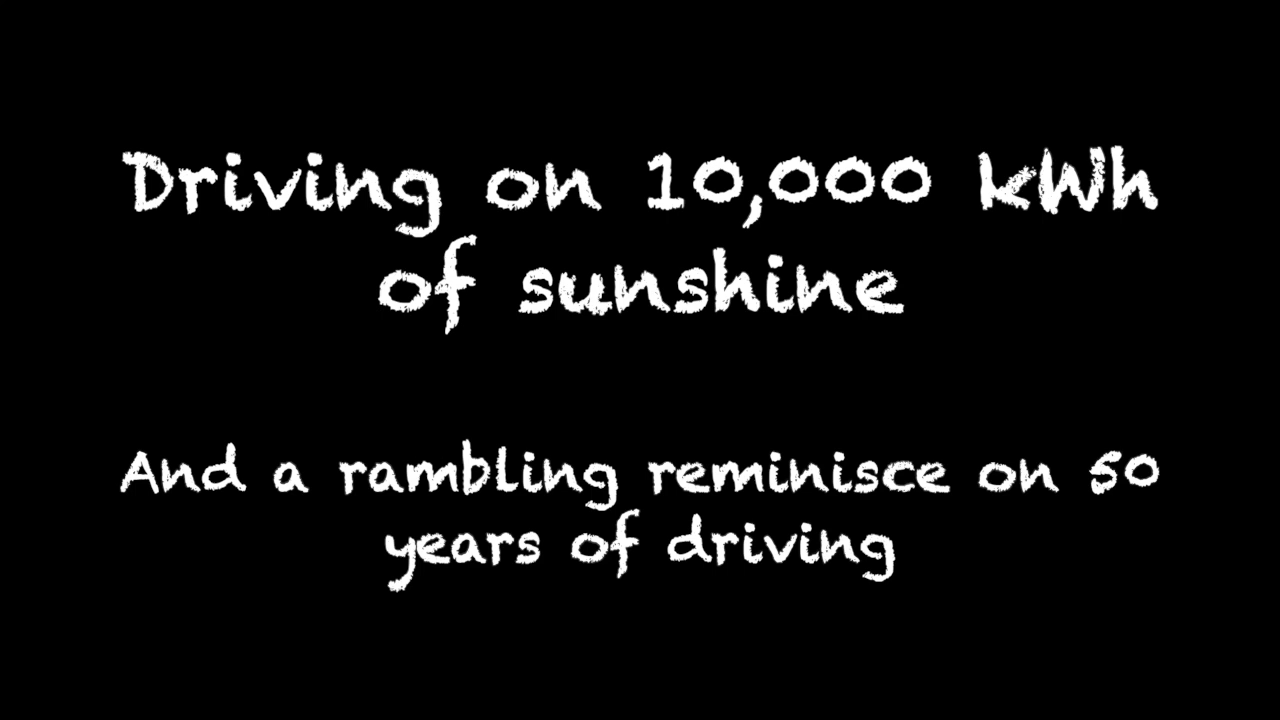 Driving on 10,000 kWh
of sunshine
And a rambling reminisce on 50
years of driving